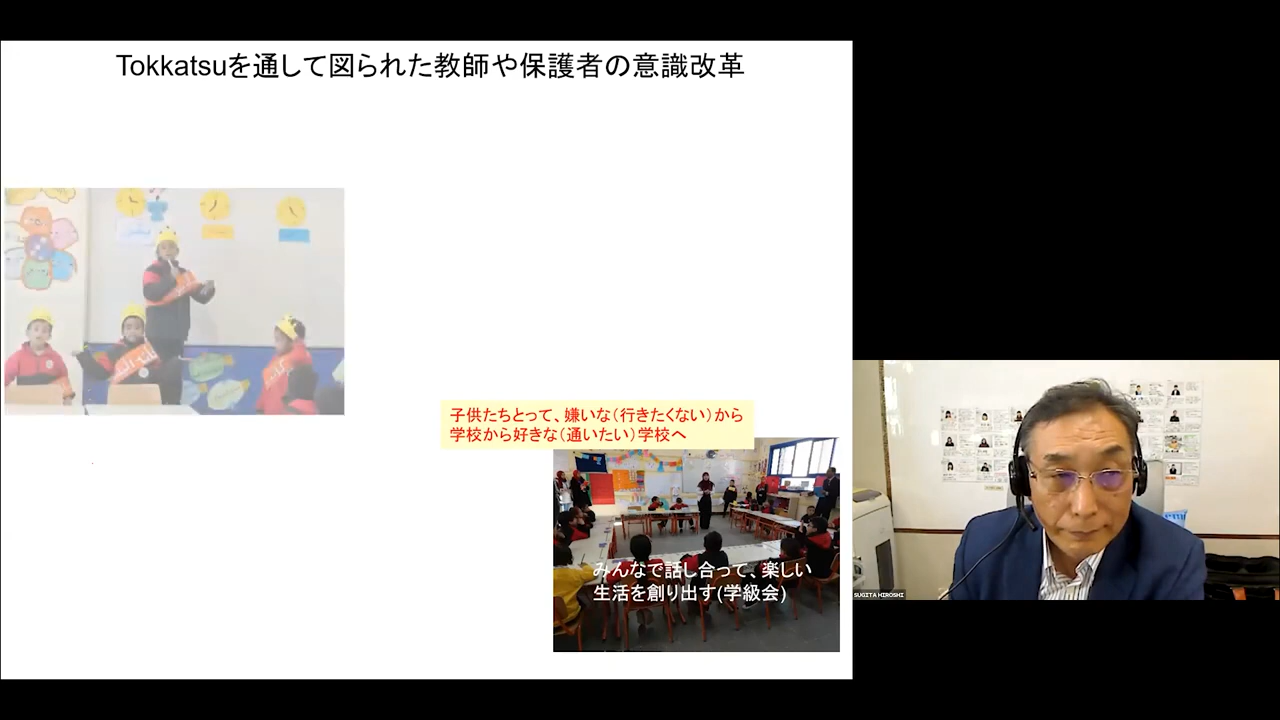 Tokkatsuを通して図られた教師や保護者の意識改革
子供たちとって、嫌いな(行きたくない)から
学校から好きな(通いたい)学校へ
みんなで話し合って、楽しい
生活を創り出す(学級会)
SUGITA HIROSHI